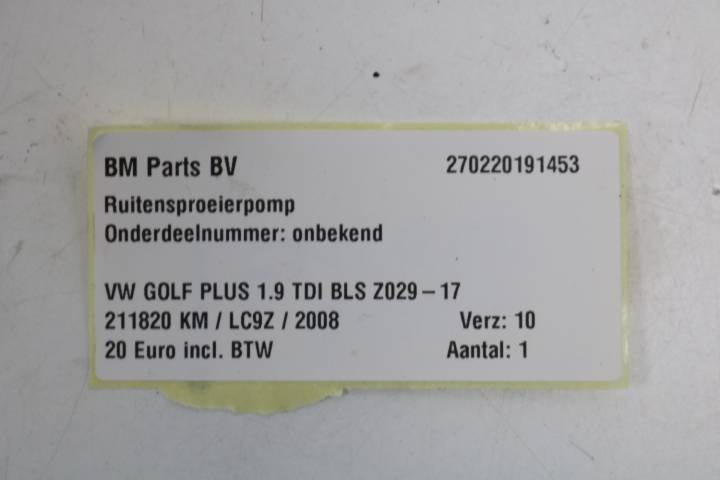 BM Parts BV 270220191453
Ruitensproeierpomp
Onderdeelnummer: onbekend
VW GOLF PLUS 1.9 TDI BLS Z029 – 17
211820 KM / LC9Z / 2008 Verz: 10
20 Euro incl. BTW Aantal: 1